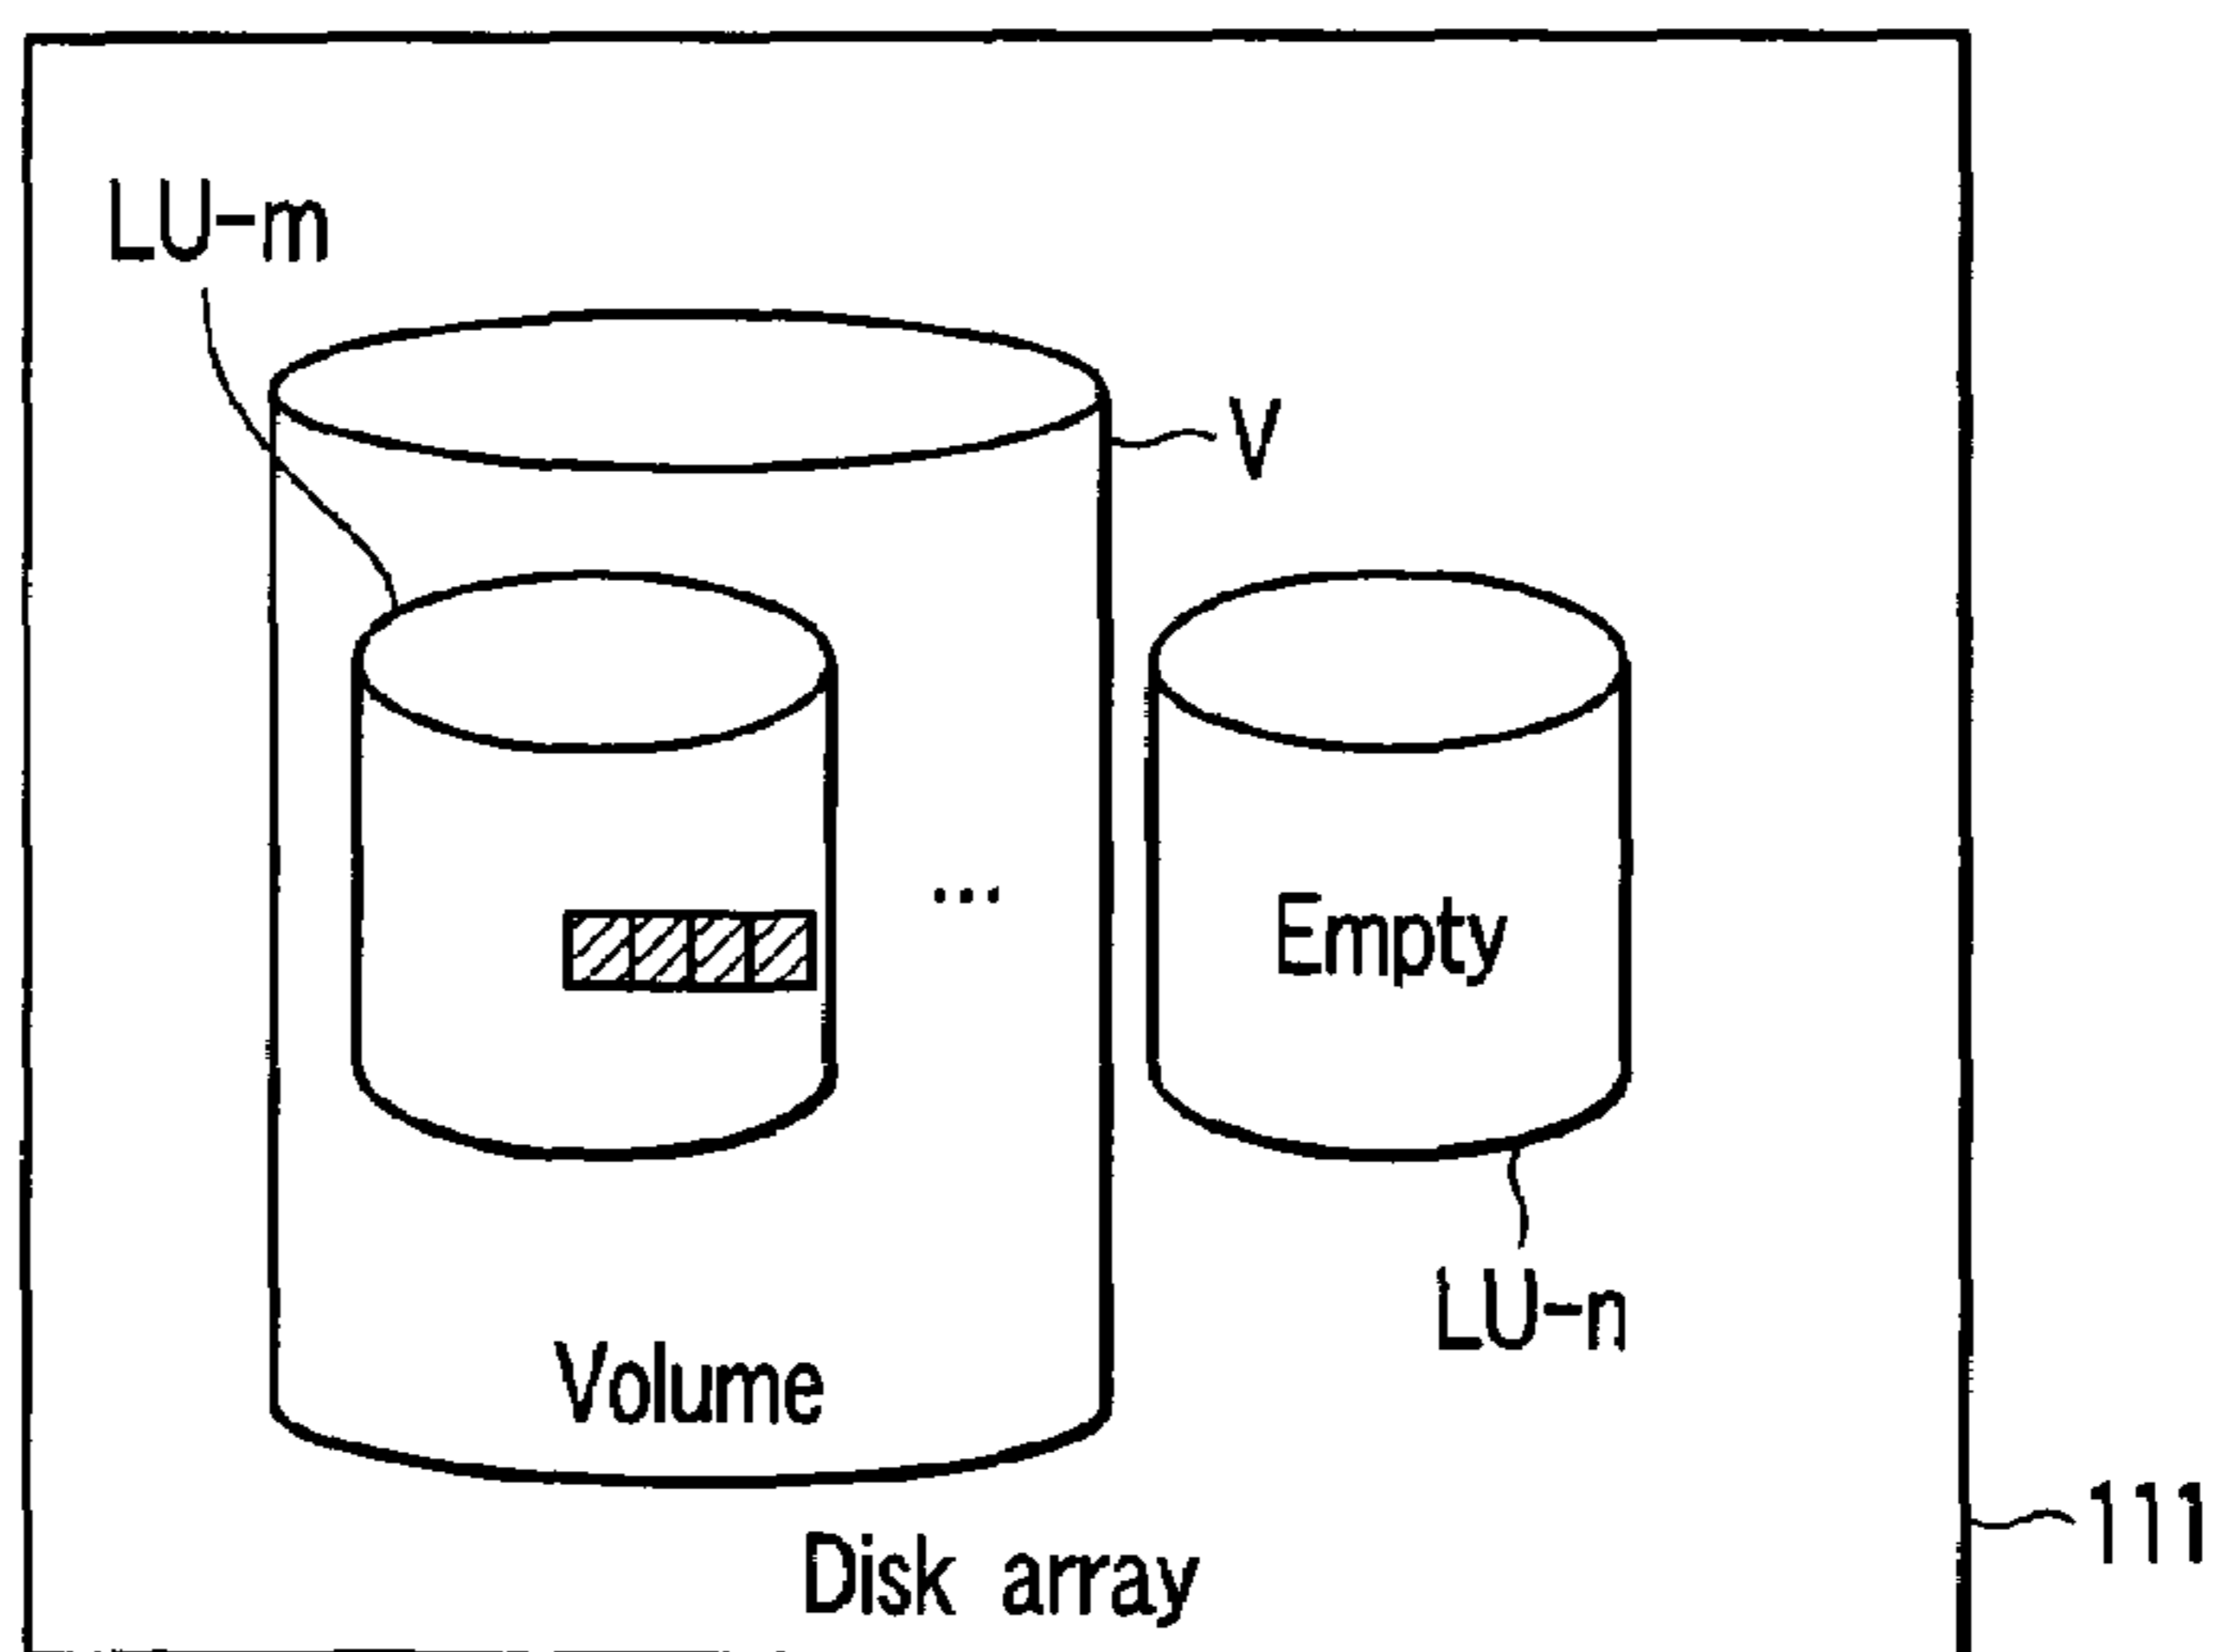 LU-m
V
...
Empty
LU-n
Volume
111
Disk array